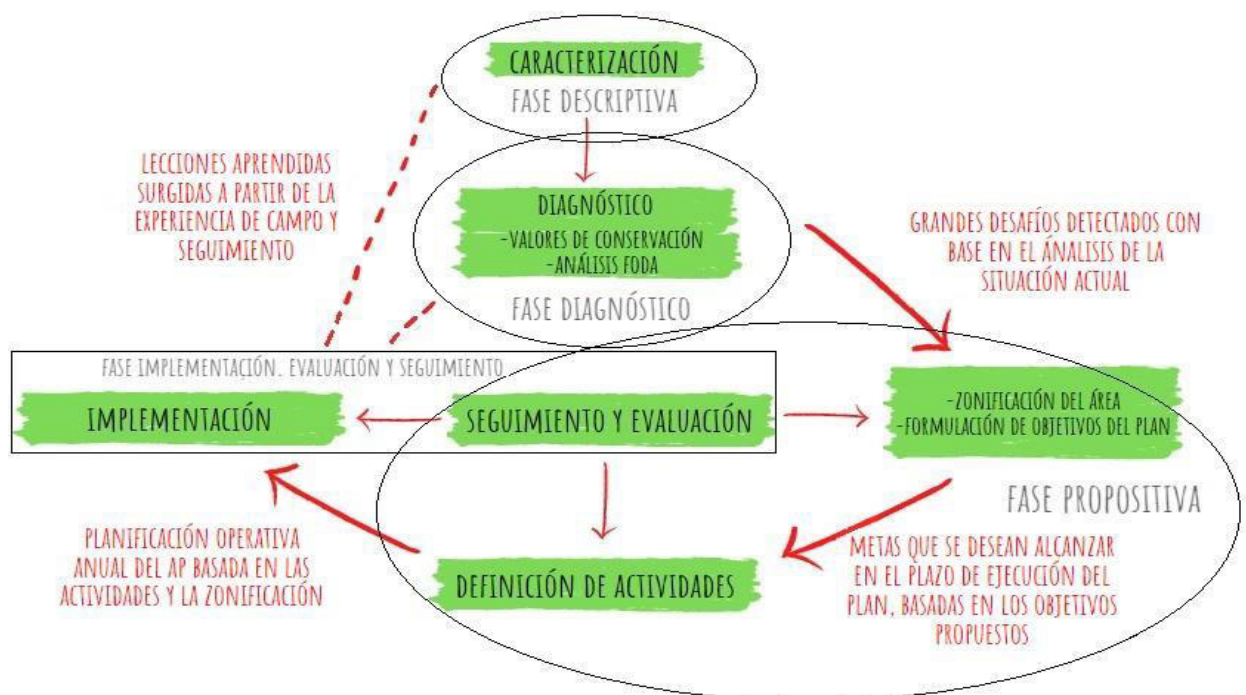 CARACTERIZACIÓN
FASE DESCRIPTIVA
LECCIONES APRENDIDAS
SURGIDAS A PARTIR DE LA
EXPERIENCIA DE CAMPO Y
SEGUIMIENTO
DIAGNÓSTICO
-VALORES DE CONSERVACIÓN
-ANÁLISIS FODA
FASE DIAGNÓSTICO
GRANDES DESAFÍOS DETECTADOS CON
BASE EN EL ÁNALISIS DE LA
SITUACIÓN ACTUAL
FASE IMPLEMENTACIÓN. EVALUACIÓN Y SEGUIMIENTO
IMPLEMENTACIÓN
SEGUIMIENTO Y EVALUACIÓN
-ZONIFICACIÓN DEL ÁREA
-FORMULACIÓN DE OBJETIVOS DEL PLAN
FASE PROPOSITIVA
PLANIFICACIÓN OPERATIVA
ANUAL DEL AP BASADA EN LAS
ACTIVIDADES Y LA ZONIFICACIÓN
DEFINICIÓN DE ACTIVIDADES
METAS QUE SE DESEAN ALCANZAR
EN EL PLAZO DE EJECUCIÓN DEL
PLAN, BASADAS EN LOS OBJETIVOS
PROPUESTOS